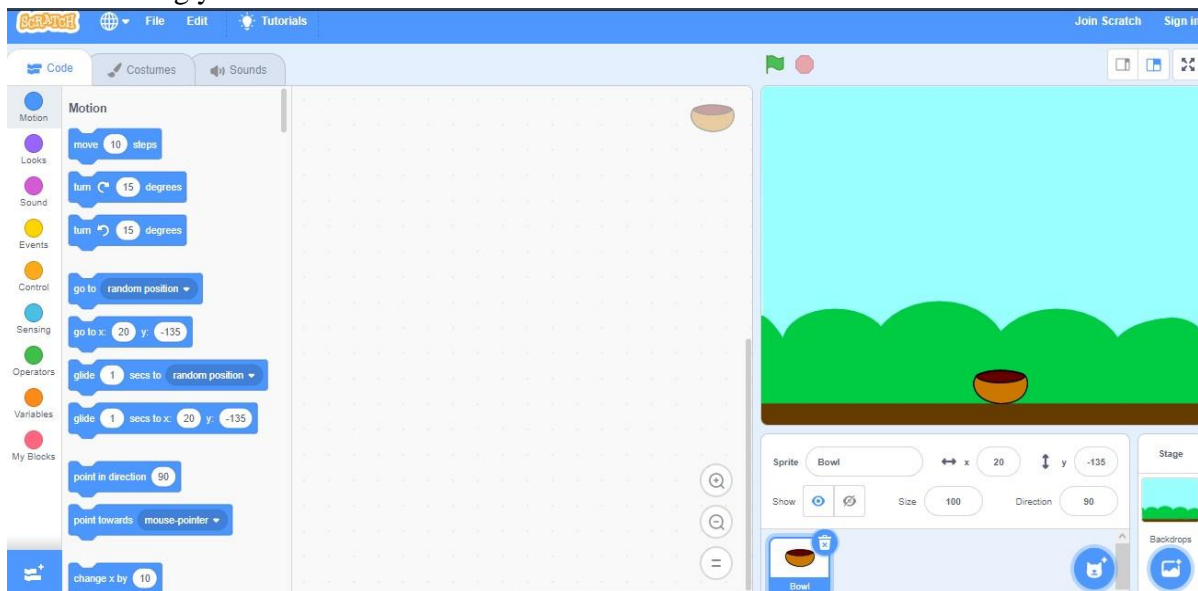 SCRATCH File Edit Tutorials Join Scratch
Code Costumes Sounds
Motion
Looks
Sound
Events
Control
Sensing
Operators
Variables
My Blocks
Motion
move 10 steps
turn 15 degrees
turn 15 degrees
go to random position
go to x: 20 y: -135
glide 1 secs to random position
glide 1 secs to x: 20 y: -135
point in direction 90
point towards mouse-pointer
change x by 10
Sprite Bowl x 20 y -135
Show Size 100 Direction 90
Bowl
Stage
Backdrops